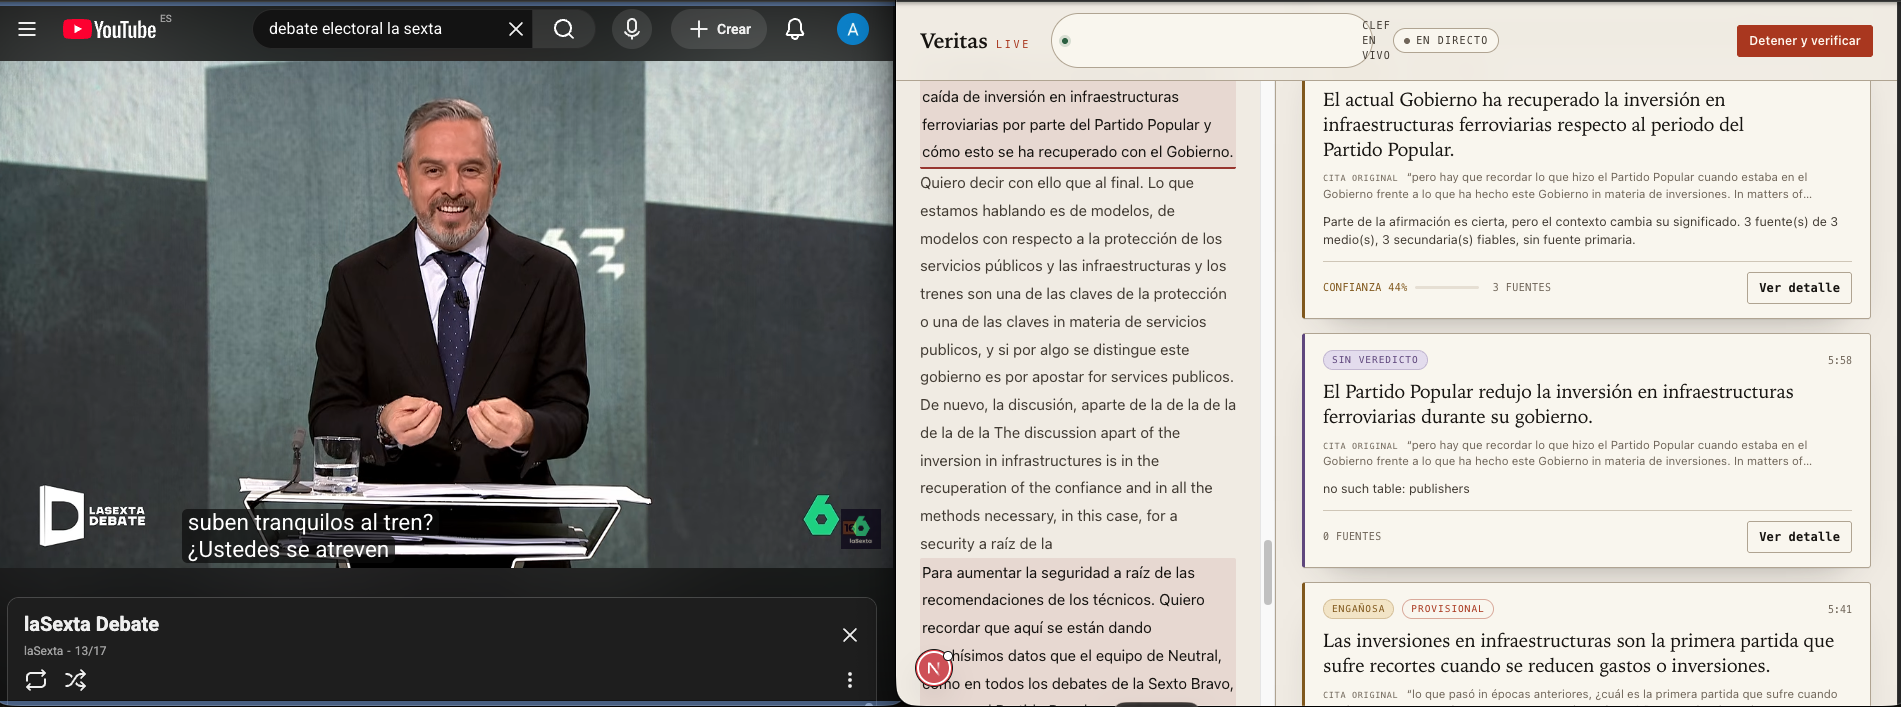 YouTube ES
debate electoral la sexta
Crear
A
63
LASEXTA
DEBATE
laSexta
suben tranquilos al tren?
¿Ustedes se atreven
laSexta Debate
laSexta - 13/17
Veritas LIVE
CLEF
EN
VIVO
EN DIRECTO
Detener y verificar
caída de inversión en infraestructuras
ferroviarias por parte del Partido Popular y
cómo esto se ha recuperado con el Gobierno.
Quiero decir con ello que al final. Lo que
estamos hablando es de modelos, de
modelos con respecto a la protección de los
servicios públicos y las infraestructuras y los
trenes son una de las claves de la protección
o una de las claves in materia de servicios
publicos, y si por algo se distingue este
gobierno es por apostar for services publicos.
De nuevo, la discusión, aparte de la de la de la
de la de la The discussion apart of the
inversion in infrastructures is in the
recuperation of the confiance and in all the
methods necessary, in this case, for a
security a raíz de la
Para aumentar la seguridad a raíz de las
recomendaciones de los técnicos. Quiero
recordar que aquí se están dando
hísimos datos que el equipo de Neutral,
como en todos los debates de la Sexto Bravo,
N
El actual Gobierno ha recuperado la inversión en
infraestructuras ferroviarias respecto al periodo del
Partido Popular.
CITA ORIGINAL "pero hay que recordar lo que hizo el Partido Popular cuando estaba en el
Gobierno frente a lo que ha hecho este Gobierno in materia de inversiones. In matters of...
Parte de la afirmación es cierta, pero el contexto cambia su significado. 3 fuente(s) de 3
medio(s), 3 secundaria(s) fiables, sin fuente primaria.
CONFIANZA 44% 3 FUENTES
Ver detalle
SIN VEREDICTO 5:58
El Partido Popular redujo la inversión en infraestructuras
ferroviarias durante su gobierno.
CITA ORIGINAL "pero hay que recordar lo que hizo el Partido Popular cuando estaba en el
Gobierno frente a lo que ha hecho este Gobierno in materia de inversiones. In matters of...
no such table: publishers
0 FUENTES
Ver detalle
ENGAÑOSA PROVISIONAL 5:41
Las inversiones en infraestructuras son la primera partida que
sufre recortes cuando se reducen gastos o inversiones.
CITA ORIGINAL "lo que pasó in épocas anteriores, ¿cuál es la primera partida que sufre cuando